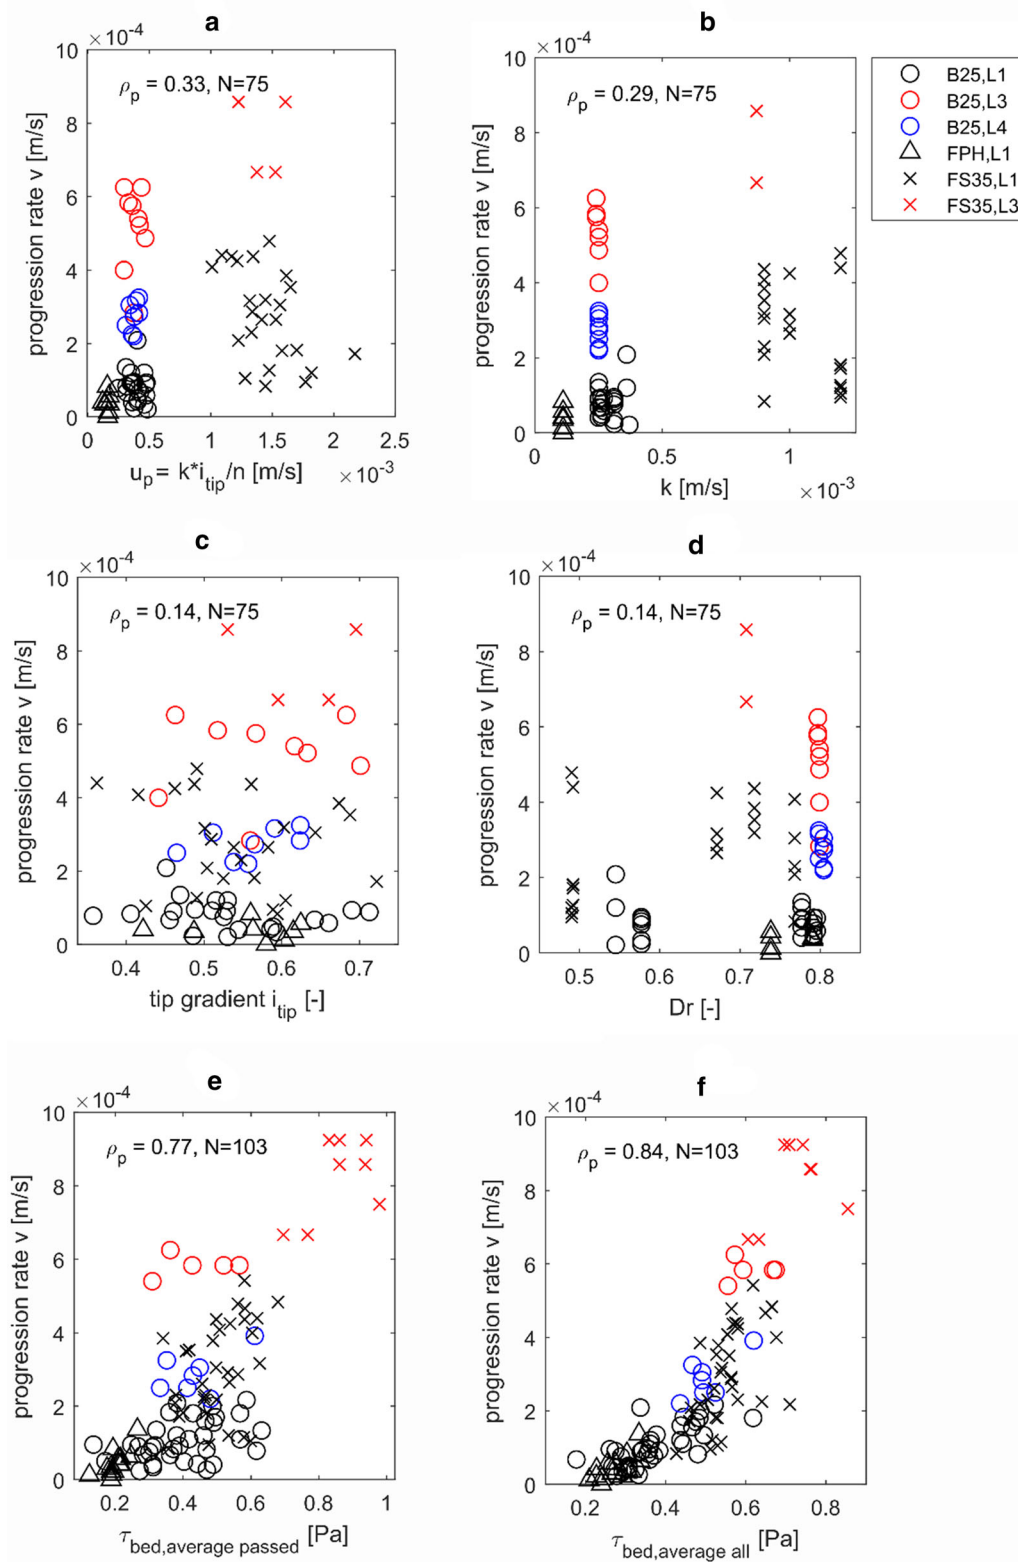 a
× 10⁻⁴
ρp = 0.33, N=75
progression rate v [m/s]
10
8
6
4
2
0
0 0.5 1 1.5 2 2.5
uₚ= k*i_tip/n [m/s] × 10⁻³
b
× 10⁻⁴
ρp = 0.29, N=75
progression rate v [m/s]
10
8
6
4
2
0
0 0.5 1
k [m/s] × 10⁻³
B25,L1
B25,L3
B25,L4
FPH,L1
FS35,L1
FS35,L3
c
× 10⁻⁴
ρp = 0.14, N=75
progression rate v [m/s]
10
8
6
4
2
0
0.4 0.5 0.6 0.7
tip gradient i_tip [-]
d
× 10⁻⁴
ρp = 0.14, N=75
progression rate v [m/s]
10
8
6
4
2
0
0.5 0.6 0.7 0.8
Dr [-]
e
× 10⁻⁴
ρp = 0.77, N=103
progression rate v [m/s]
10
8
6
4
2
0
0.2 0.4 0.6 0.8 1
τ_bed,average passed [Pa]
f
× 10⁻⁴
ρp = 0.84, N=103
progression rate v [m/s]
10
8
6
4
2
0
0.2 0.4 0.6 0.8
τ_bed,average all [Pa]